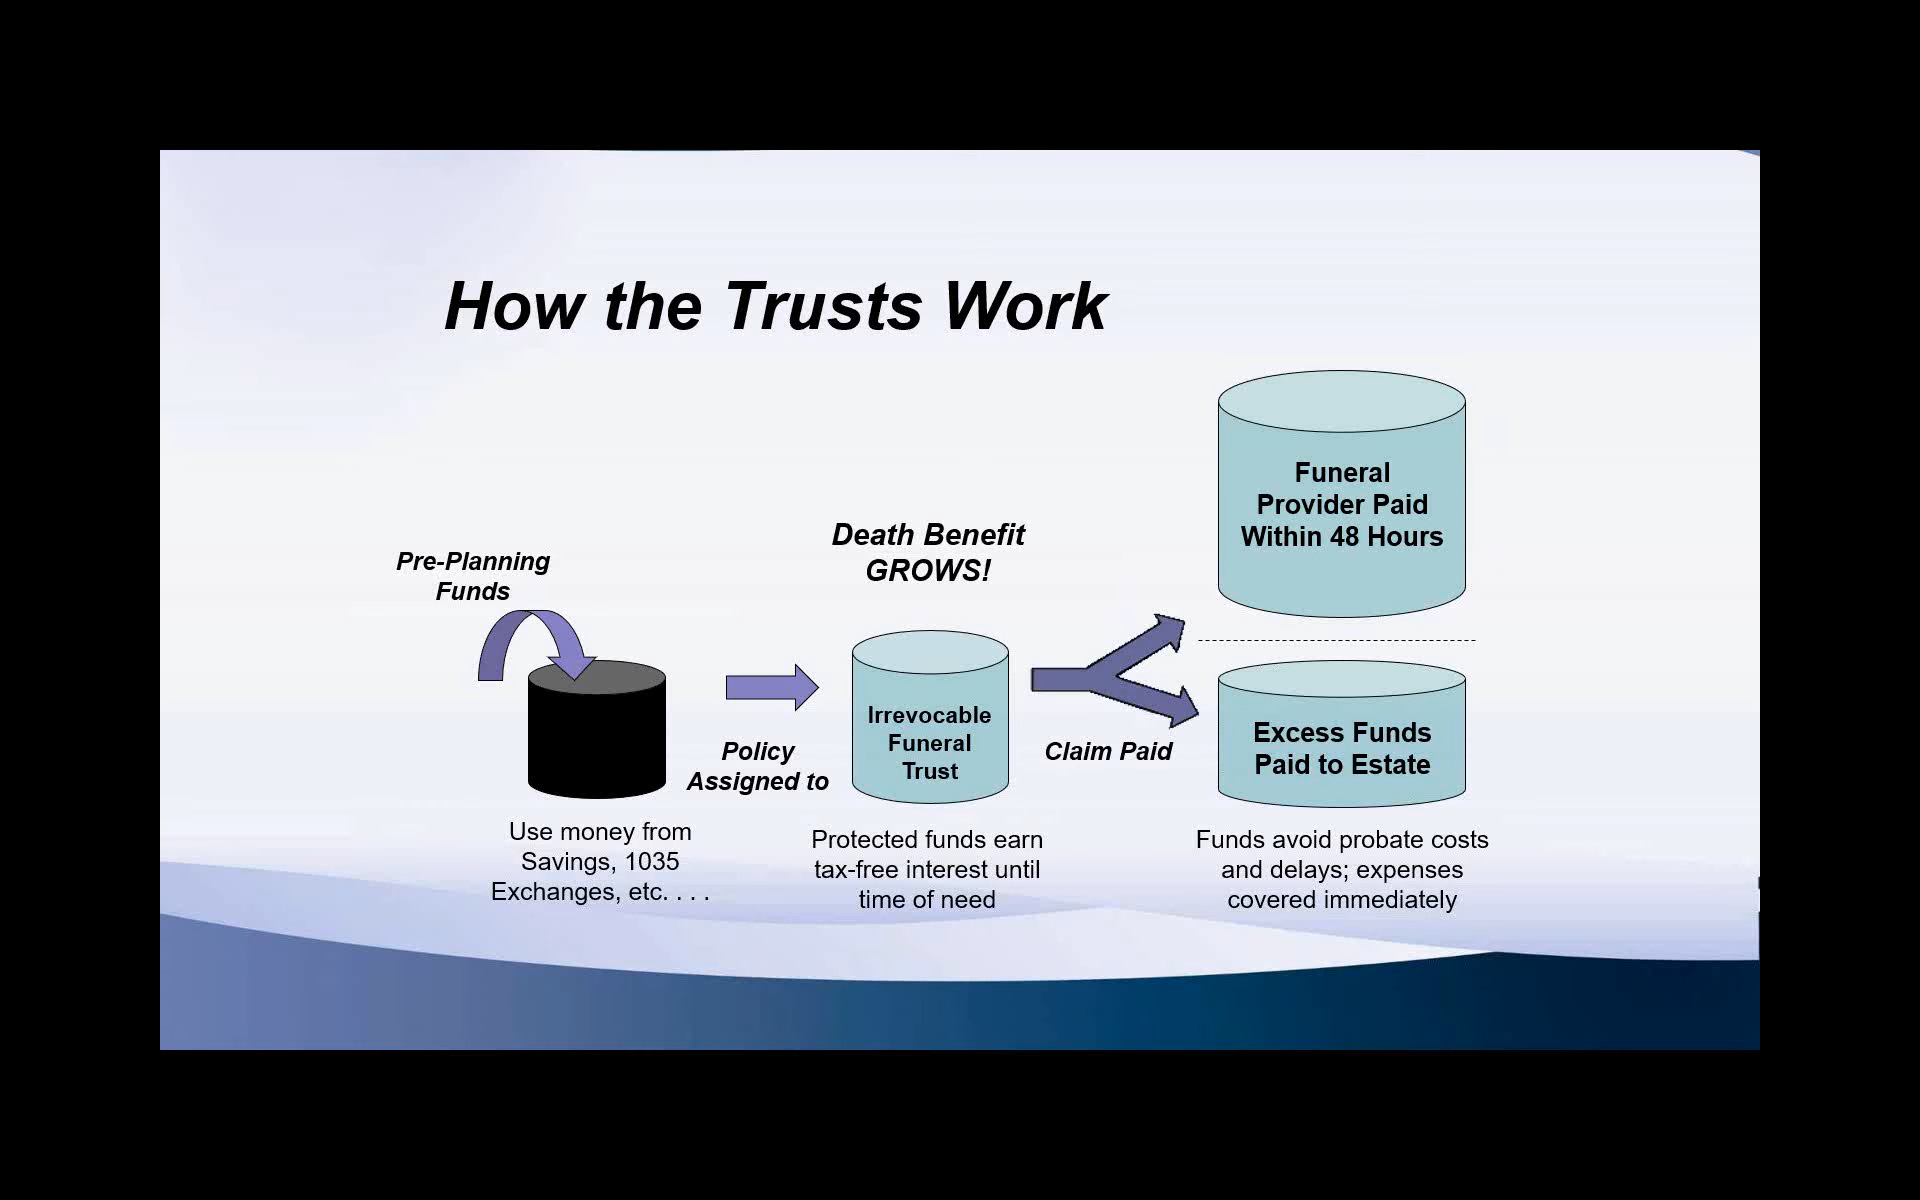 How the Trusts Work
Pre-Planning
Funds
Use money from
Savings, 1035
Exchanges, etc. . . .
Policy
Assigned to
Death Benefit
GROWS!
Irrevocable
Funeral
Trust
Protected funds earn
tax-free interest until
time of need
Claim Paid
Funeral
Provider Paid
Within 48 Hours
Excess Funds
Paid to Estate
Funds avoid probate costs
and delays; expenses
covered immediately